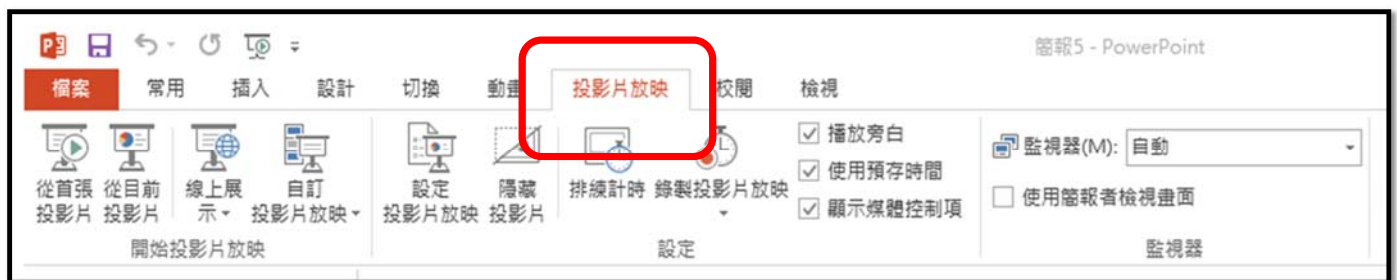 簡報5 - PowerPoint
檔案 常用 插入 設計 切換 動畫 投影片放映 校閱 檢視
從首張 投影片
從目前 投影片
線上展 示
自訂 投影片放映
設定 投影片放映
隱藏 投影片
排練計時
錄製投影片放映
播放旁白
使用預存時間
顯示媒體控制項
監視器(M): 自動
使用簡報者檢視畫面
開始投影片放映 設定 監視器